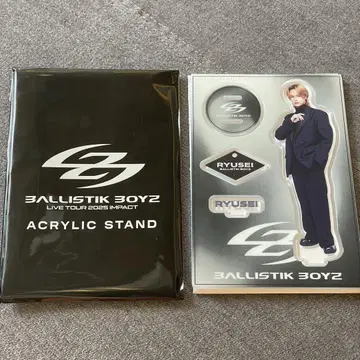 BALLISTIK BOYZ
LIVE TOUR 2025 IMPACT
ACRYLIC STAND
RYUSEI
BALLISTIK BOYZ
RYUSEI
BALLISTIK BOYZ